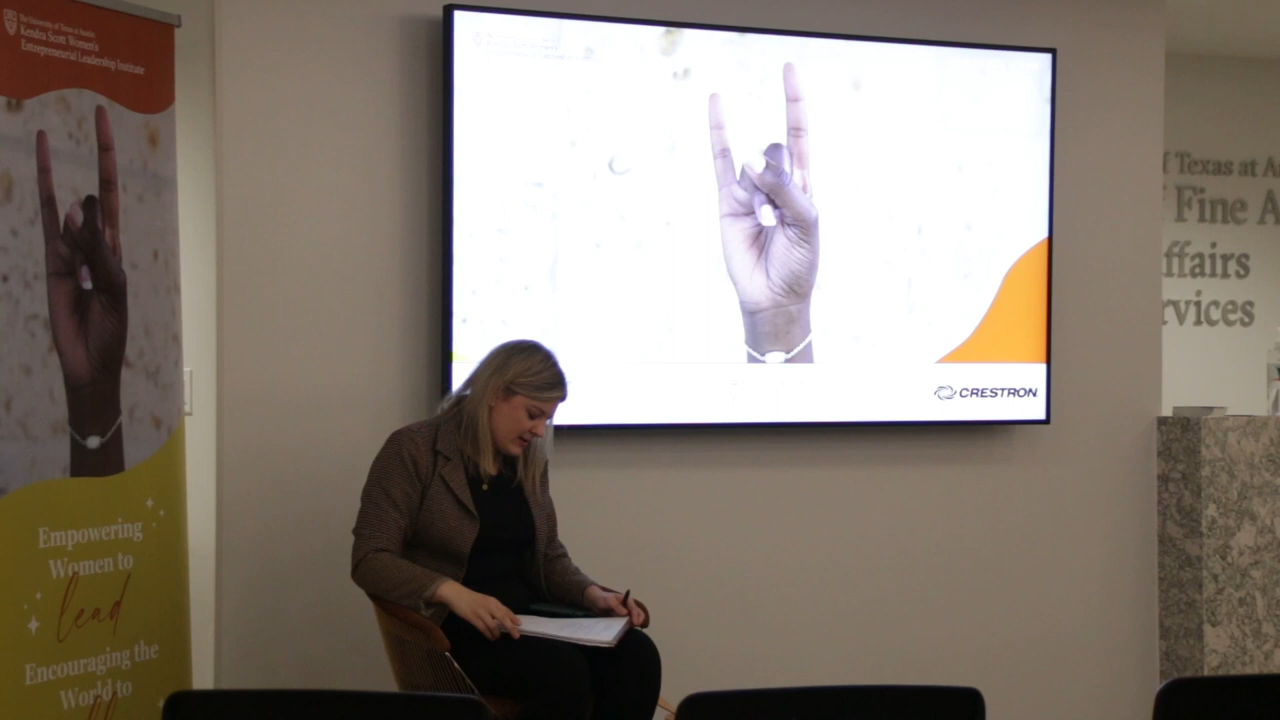 The University of Texas at Austin
Kendra Scott Women's
Entrepreneurial Leadership Institute
Empowering
Women to
lead
Encouraging the
World to
CRESTRON
f Texas at A
Fine A
ffairs
rvices